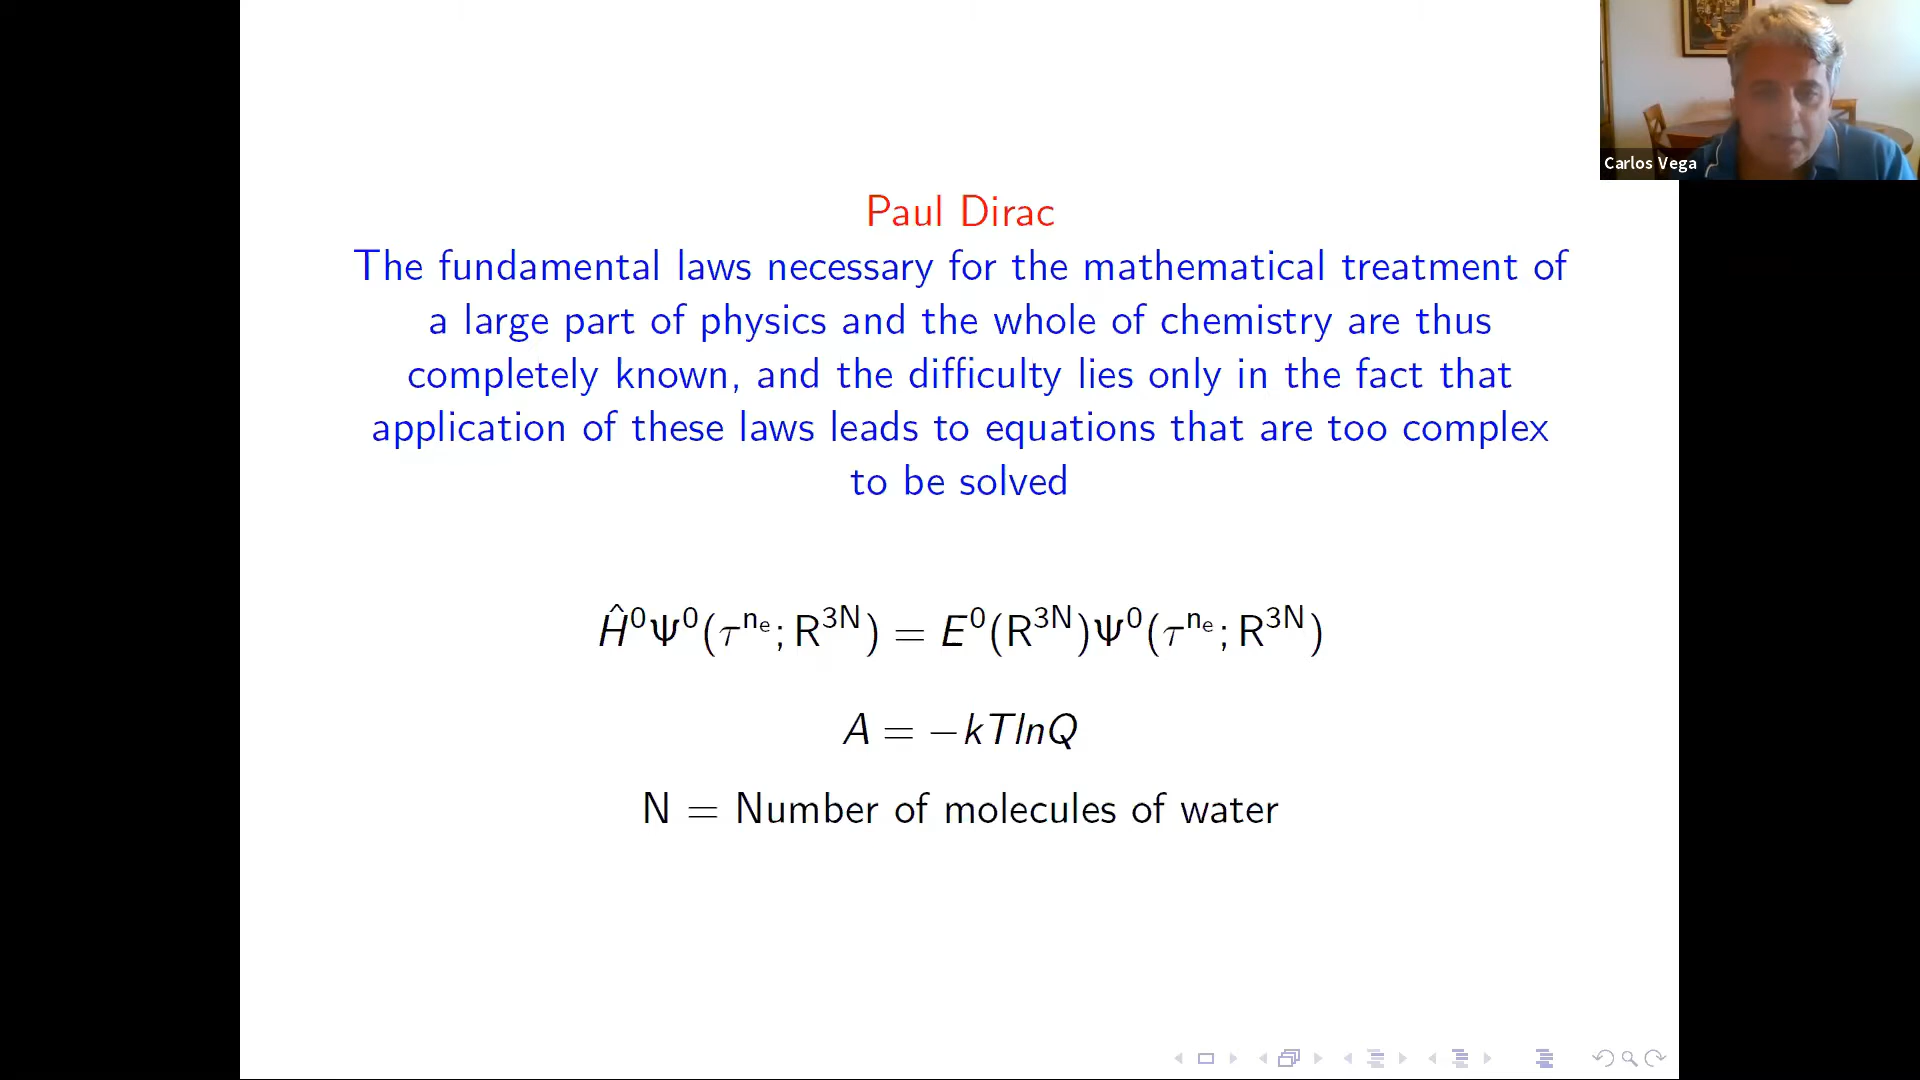 Carlos Vega
Paul Dirac
The fundamental laws necessary for the mathematical treatment of
a large part of physics and the whole of chemistry are thus
completely known, and the difficulty lies only in the fact that
application of these laws leads to equations that are too complex
to be solved
Ĥ⁰Ψ⁰(τ^{n_e}; R^{3N}) = E⁰(R^{3N})Ψ⁰(τ^{n_e}; R^{3N})
A = −kTlnQ
N = Number of molecules of water